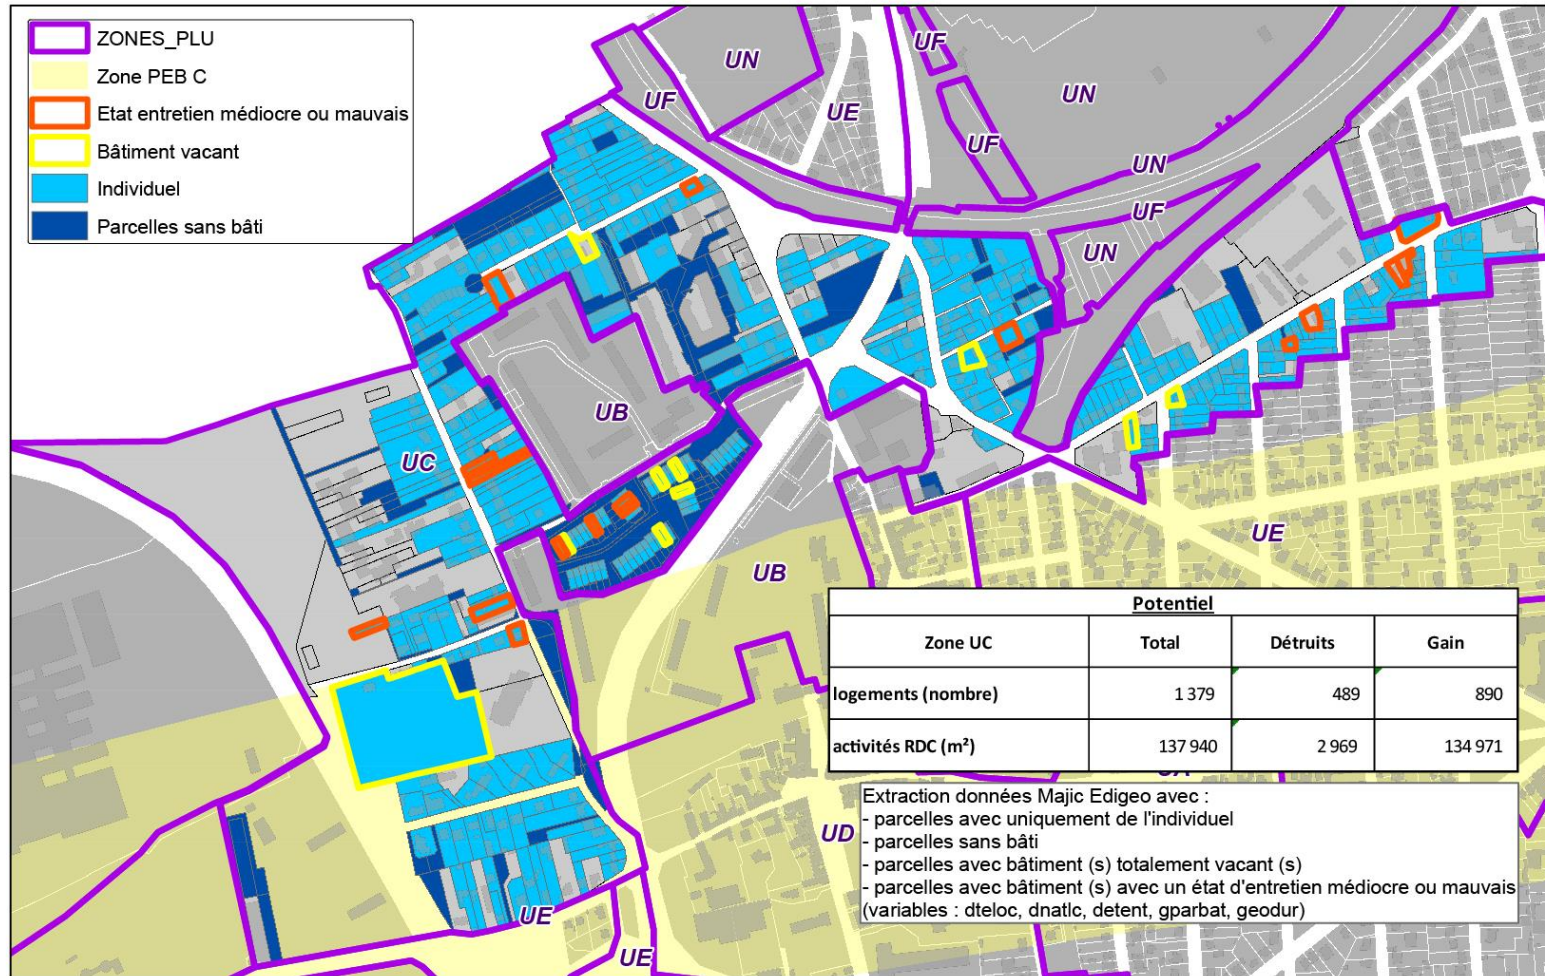 ZONES_PLU
Zone PEB C
Etat entretien médiocre ou mauvais
Bâtiment vacant
Individuel
Parcelles sans bâti
UN
UF
UF
UE
UN
UF
UN
UF
UN
UB
UC
UE
UB
Potentiel
Zone UC Total Détruits Gain
logements (nombre) 1 379 489 890
activités RDC (m²) 137 940 2 969 134 971
UD
Extraction données Majic Edigeo avec :
- parcelles avec uniquement de l'individuel
- parcelles sans bâti
- parcelles avec bâtiment (s) totalement vacant (s)
- parcelles avec bâtiment (s) avec un état d'entretien médiocre ou mauvais
(variables : dteloc, dnatlc, detent, gparbat, geodur)
UE
UE